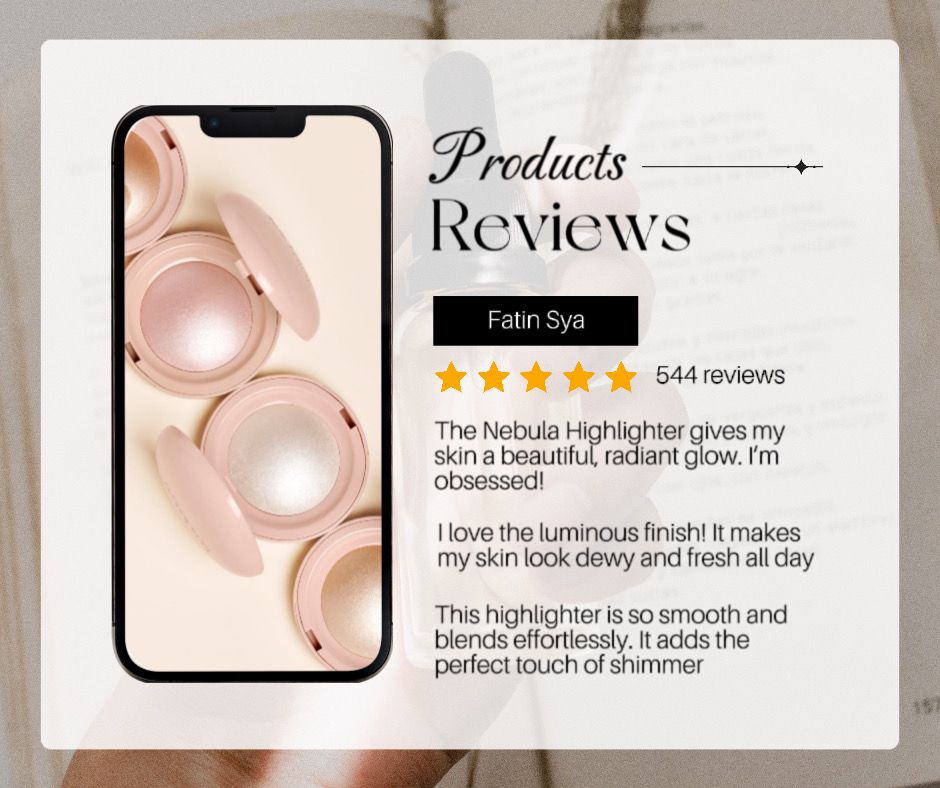 Products
Reviews
Fatin Sya
544 reviews
The Nebula Highlighter gives my
skin a beautiful, radiant glow. I'm
obsessed!
I love the luminous finish! It makes
my skin look dewy and fresh all day
This highlighter is so smooth and
blends effortlessly. It adds the
perfect touch of shimmer